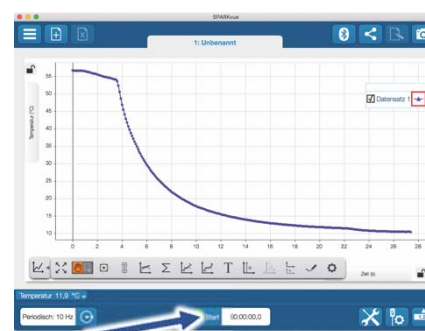 SPARKvue
1: Unbenannt
Temperatur (°C)
55
50
45
40
35
30
25
20
15
10
Datensatz 1
0 2 4 6 8 10 12 14 16 18 20 22 24 26 28
Zeit (s)
Temperatur 11,9 °C
Periodisch: 10 Hz
Start
00:00:00,0